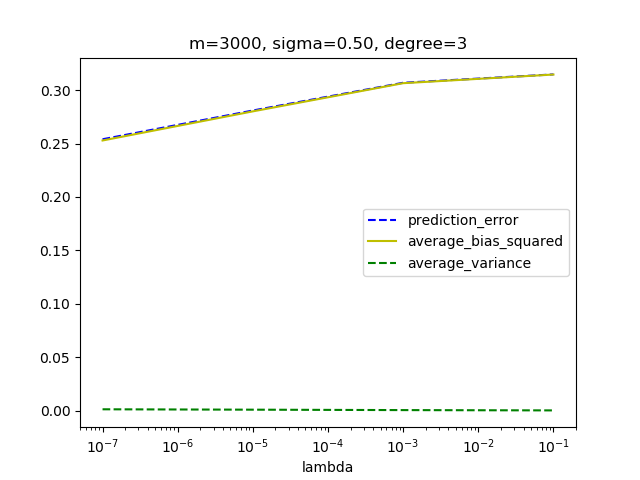 m=3000, sigma=0.50, degree=3
0.30
0.25
0.20
0.15
0.10
0.05
0.00
prediction_error
average_bias_squared
average_variance
10⁻⁷ 10⁻⁶ 10⁻⁵ 10⁻⁴ 10⁻³ 10⁻² 10⁻¹
lambda